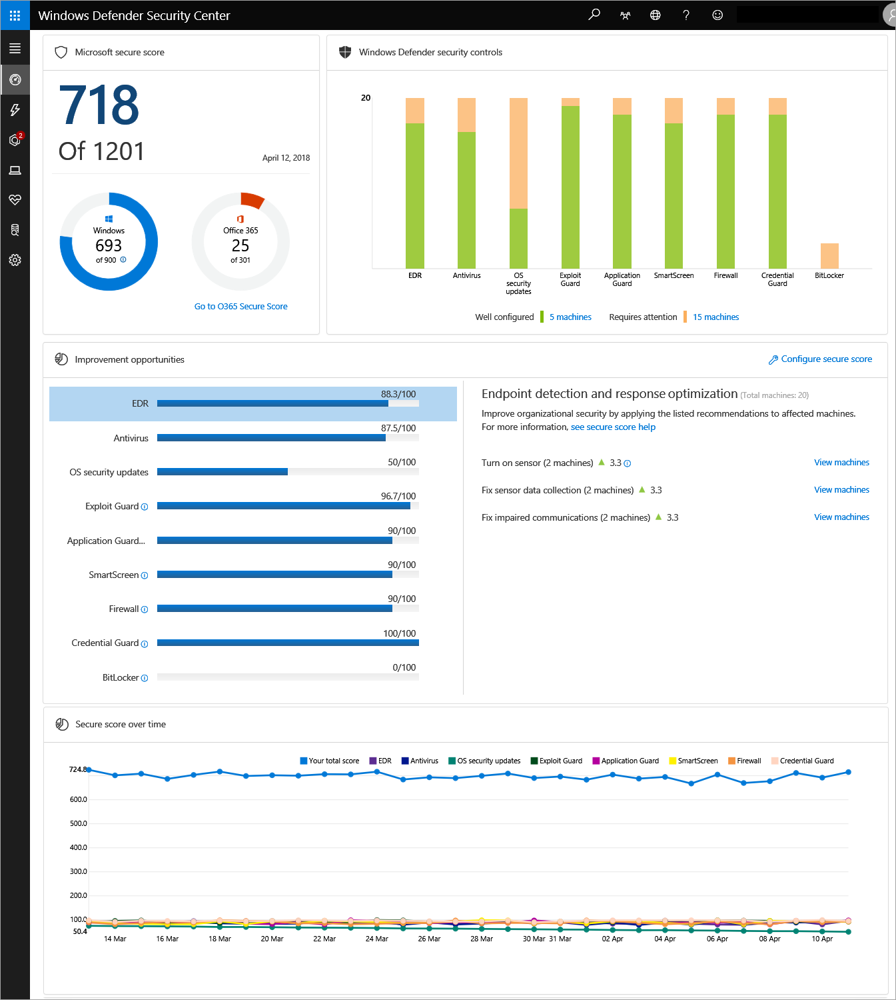 Windows Defender Security Center
2
Microsoft secure score
718
Of 1201
April 12, 2018
Windows
693
of 900
Office 365
25
of 301
Go to O365 Secure Score
Windows Defender security controls
20
EDR
Antivirus
OS
security
updates
Exploit
Guard
Application
Guard
SmartScreen
Firewall
Credential
Guard
BitLocker
Well configured 5 machines Requires attention 15 machines
Improvement opportunities
Configure secure score
88.3/100
EDR
87.5/100
Antivirus
50/100
OS security updates
96.7/100
Exploit Guard
90/100
Application Guard...
90/100
SmartScreen
90/100
Firewall
100/100
Credential Guard
0/100
BitLocker
Endpoint detection and response optimization (Total machines: 20)
Improve organizational security by applying the listed recommendations to affected machines.
For more information, see secure score help
Turn on sensor (2 machines) 3.3 View machines
Fix sensor data collection (2 machines) 3.3 View machines
Fix impaired communications (2 machines) 3.3 View machines
Secure score over time
Your total score EDR Antivirus OS security updates Exploit Guard Application Guard SmartScreen Firewall Credential Guard
724.8
600.0
500.0
400.0
300.0
200.0
100.0
50.4
14 Mar 16 Mar 18 Mar 20 Mar 22 Mar 24 Mar 26 Mar 28 Mar 30 Mar 31 Mar 02 Apr 04 Apr 06 Apr 08 Apr 10 Apr